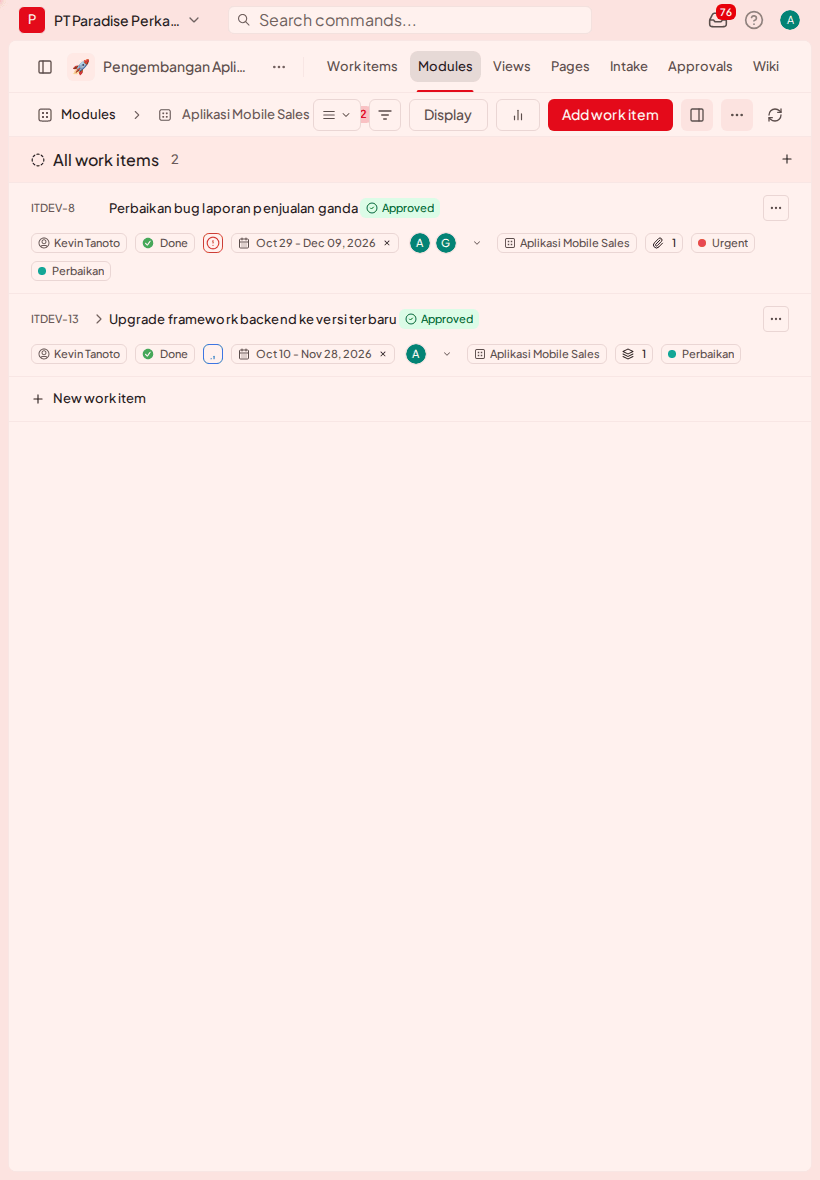 P PT Paradise Perka... Search commands... 76 A
Pengembangan Apli... Work items Modules Views Pages Intake Approvals Wiki
Modules Aplikasi Mobile Sales 2 Display Add work item
All work items 2
ITDEV-8 Perbaikan bug laporan penjualan ganda Approved
Kevin Tanoto Done Oct 29 - Dec 09, 2026 A G Aplikasi Mobile Sales 1 Urgent
Perbaikan
ITDEV-13 Upgrade framework backend ke versi terbaru Approved
Kevin Tanoto Done Oct 10 - Nov 28, 2026 A Aplikasi Mobile Sales 1 Perbaikan
New work item